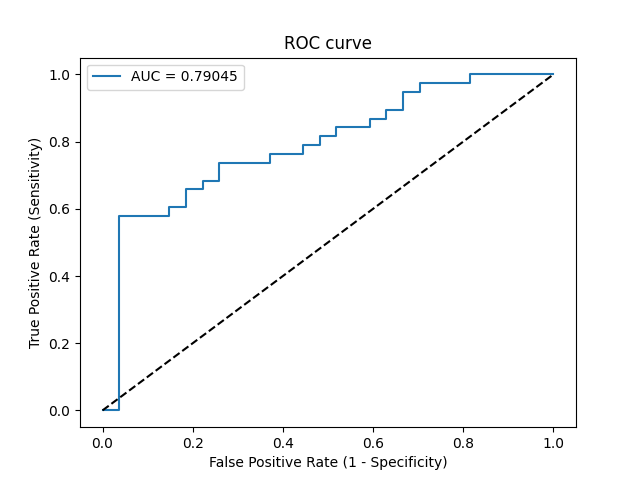 ROC curve
AUC = 0.79045
True Positive Rate (Sensitivity)
1.0
0.8
0.6
0.4
0.2
0.0
0.0 0.2 0.4 0.6 0.8 1.0
False Positive Rate (1 - Specificity)